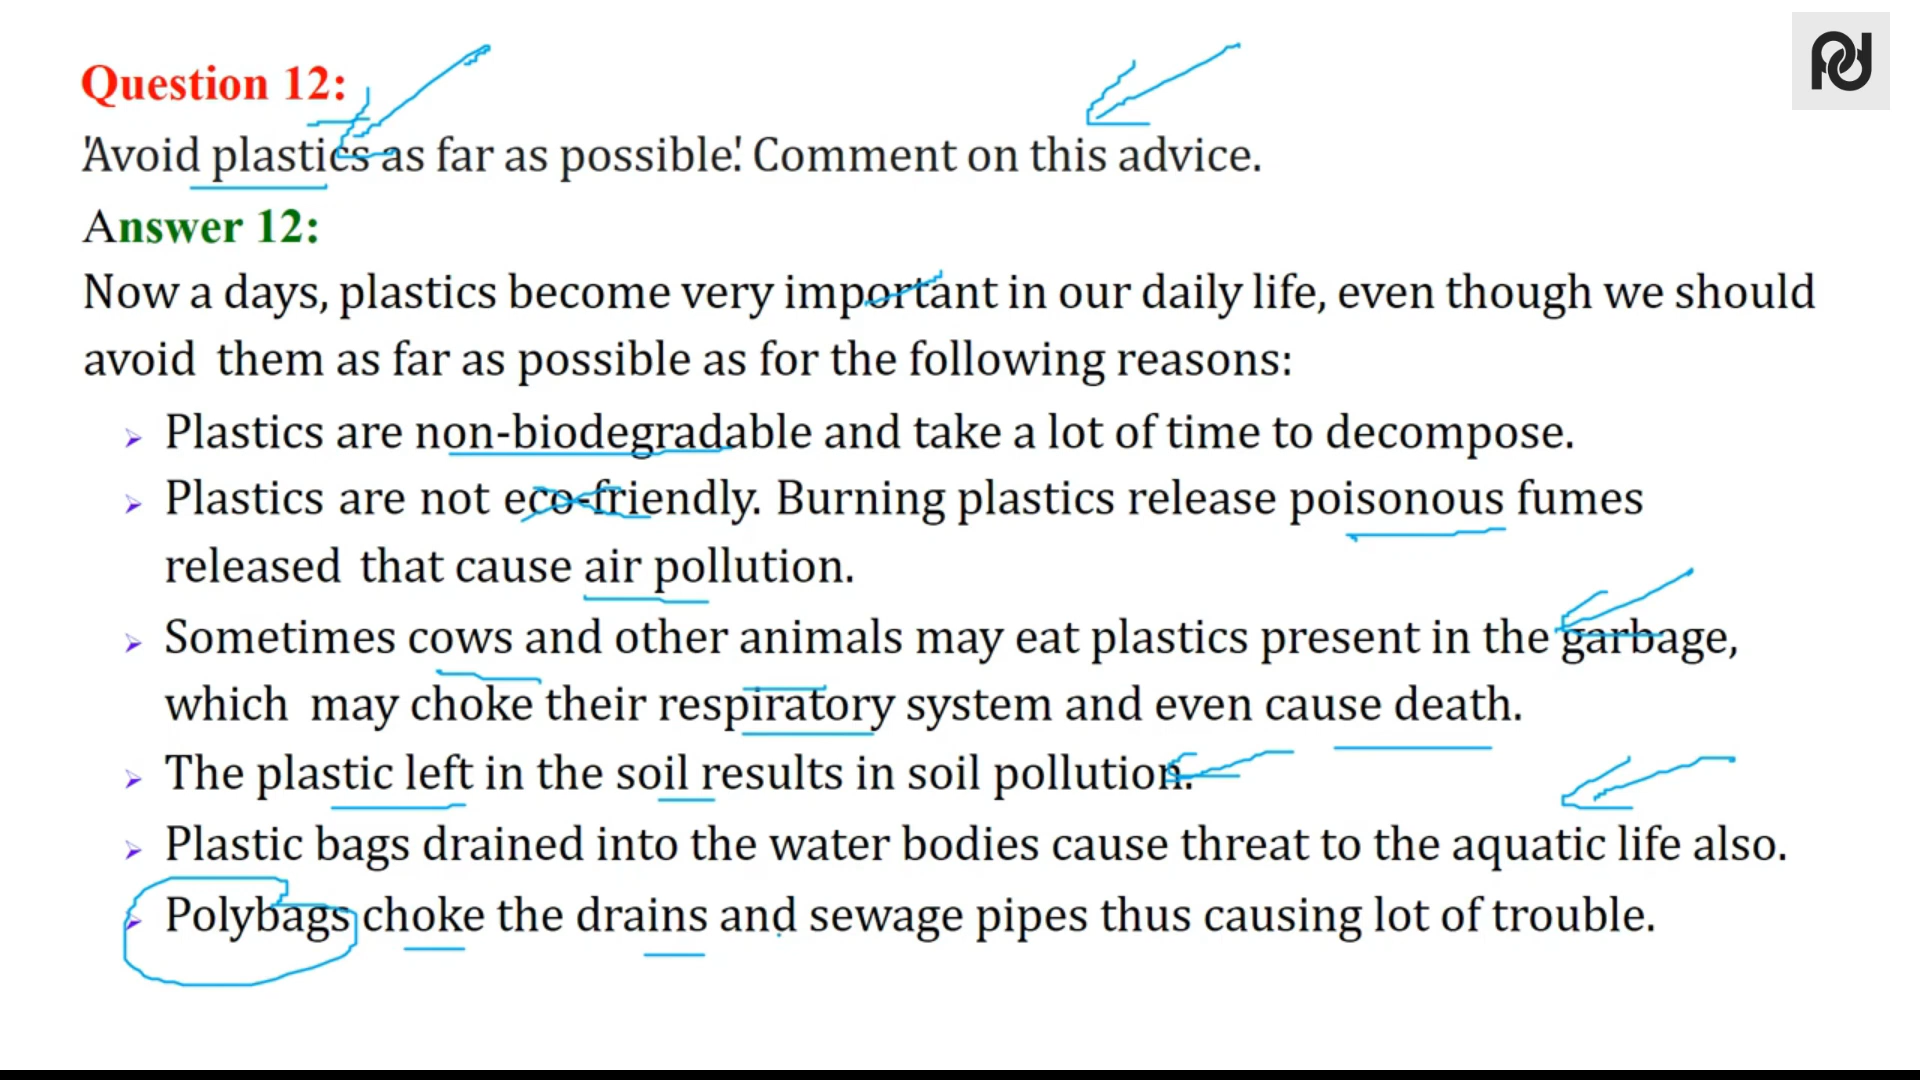 Question 12:
'Avoid plastics as far as possible.' Comment on this advice.
Answer 12:
Now a days, plastics become very important in our daily life, even though we should
avoid them as far as possible as for the following reasons:
Plastics are non-biodegradable and take a lot of time to decompose.
Plastics are not eco-friendly. Burning plastics release poisonous fumes
released that cause air pollution.
Sometimes cows and other animals may eat plastics present in the garbage,
which may choke their respiratory system and even cause death.
The plastic left in the soil results in soil pollution.
Plastic bags drained into the water bodies cause threat to the aquatic life also.
Polybags choke the drains and sewage pipes thus causing lot of trouble.